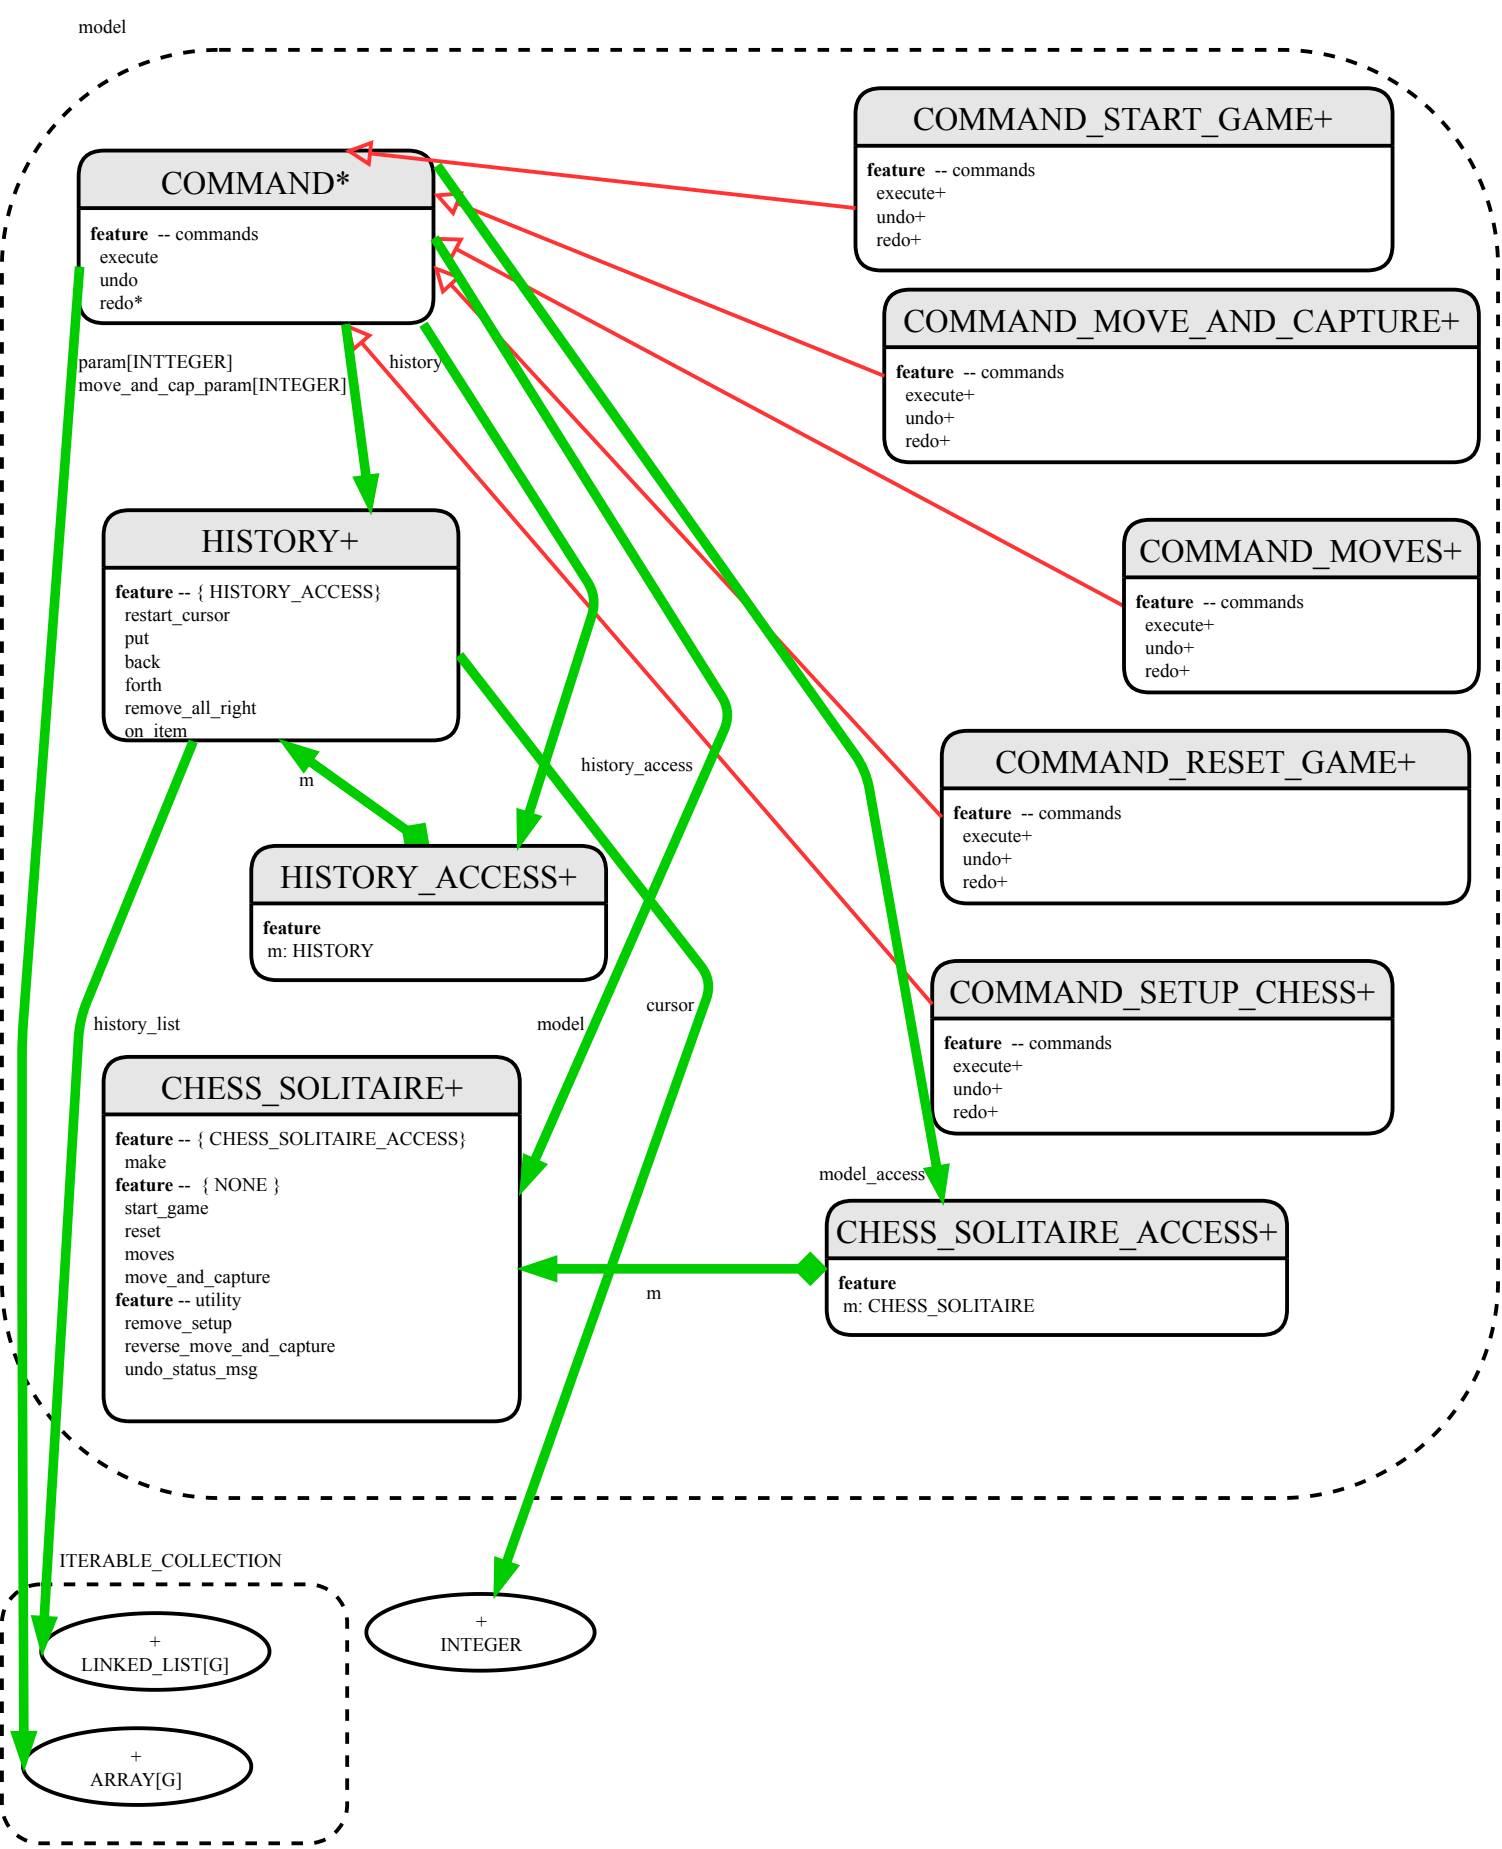 model
COMMAND_START_GAME+
feature -- commands
execute+
undo+
redo+
COMMAND*
feature -- commands
execute
undo
redo*
COMMAND_MOVE_AND_CAPTURE+
feature -- commands
execute+
undo+
redo+
param[INTTEGER]
move_and_cap_param[INTEGER]
history
HISTORY+
feature -- { HISTORY_ACCESS}
restart_cursor
put
back
forth
remove_all_right
on_item
COMMAND_MOVES+
feature -- commands
execute+
undo+
redo+
m
history_access
COMMAND_RESET_GAME+
feature -- commands
execute+
undo+
redo+
HISTORY_ACCESS+
feature
m: HISTORY
history_list
model
cursor
COMMAND_SETUP_CHESS+
feature -- commands
execute+
undo+
redo+
CHESS_SOLITAIRE+
feature -- { CHESS_SOLITAIRE_ACCESS}
make
feature -- { NONE }
start_game
reset
moves
move_and_capture
feature -- utility
remove_setup
reverse_move_and_capture
undo_status_msg
model_access
m
CHESS_SOLITAIRE_ACCESS+
feature
m: CHESS_SOLITAIRE
ITERABLE_COLLECTION
+
LINKED_LIST[G]
+
INTEGER
+
ARRAY[G]